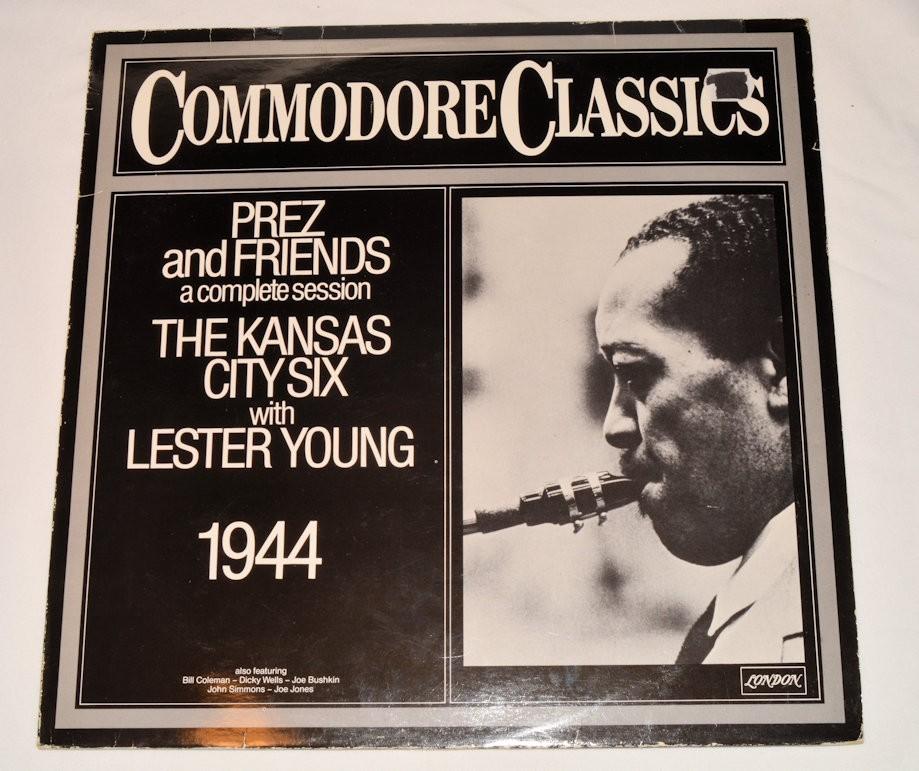 COMMODORE CLASSICS
PREZ
and FRIENDS
a complete session
THE KANSAS
CITY SIX
with
LESTER YOUNG
1944
also featuring
Bill Coleman – Dicky Wells – Joe Bushkin
John Simmons – Joe Jones
LONDON